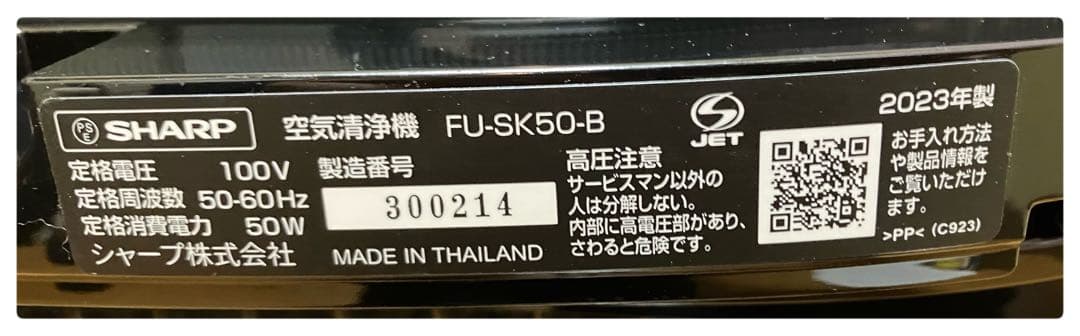 PSE SHARP 空気清浄機 FU-SK50-B
定格電圧 100V
定格周波数 50-60Hz
定格消費電力 50W
シャープ株式会社
製造番号
300214
MADE IN THAILAND
JET
高圧注意
サービスマン以外の
人は分解しない。
内部に高電圧部があり、
さわると危険です。
2023年製
お手入れ方法
や製品情報を
ご覧いただけ
ます。
>PP< (C923)